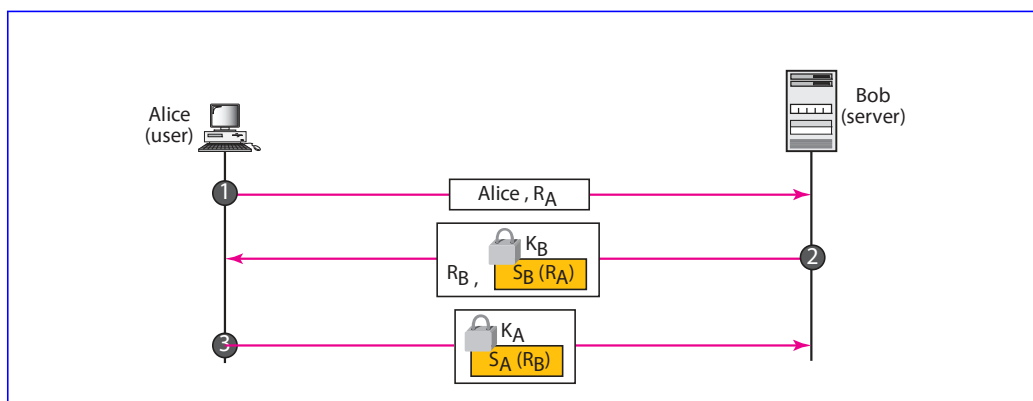 Alice
(user)
Bob
(server)
1
Alice , RA
2
KB
RB , SB (RA)
3
KA
SA (RB)